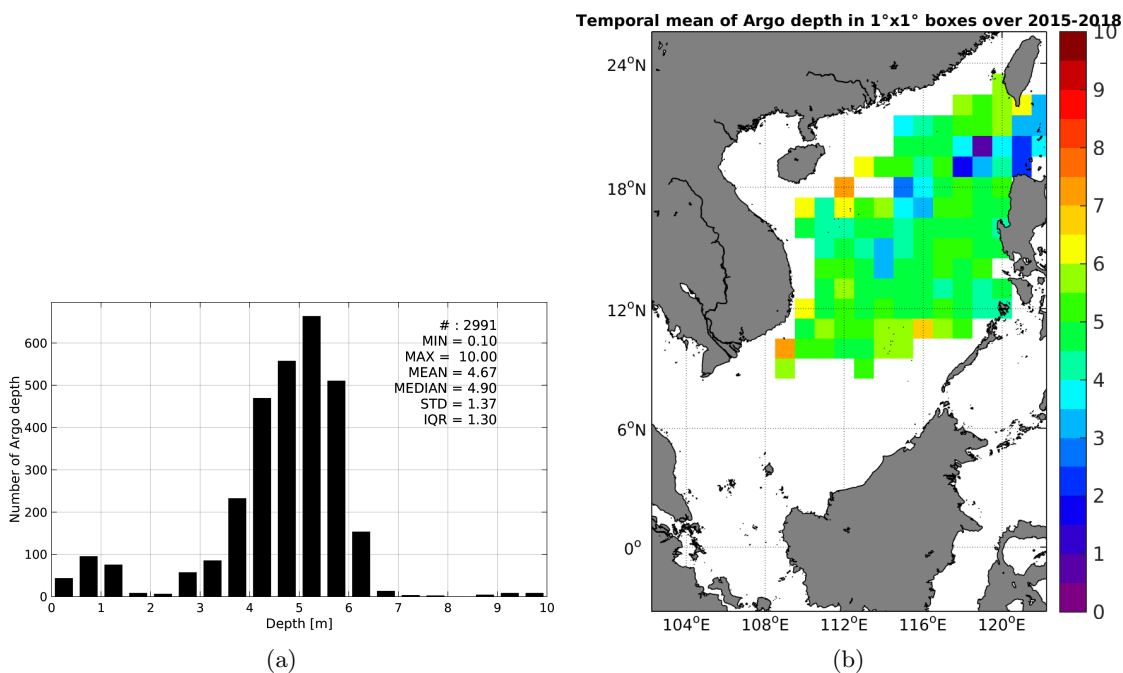 Temporal mean of Argo depth in 1°x1° boxes over 2015-2018
# : 2991
MIN = 0.10
MAX = 10.00
MEAN = 4.67
MEDIAN = 4.90
STD = 1.37
IQR = 1.30
Number of Argo depth
600
500
400
300
200
100
0
0 1 2 3 4 5 6 7 8 9 10
Depth [m]
(a)
24°N
18°N
12°N
6°N
0°
104°E 108°E 112°E 116°E 120°E
10
9
8
7
6
5
4
3
2
1
0
(b)